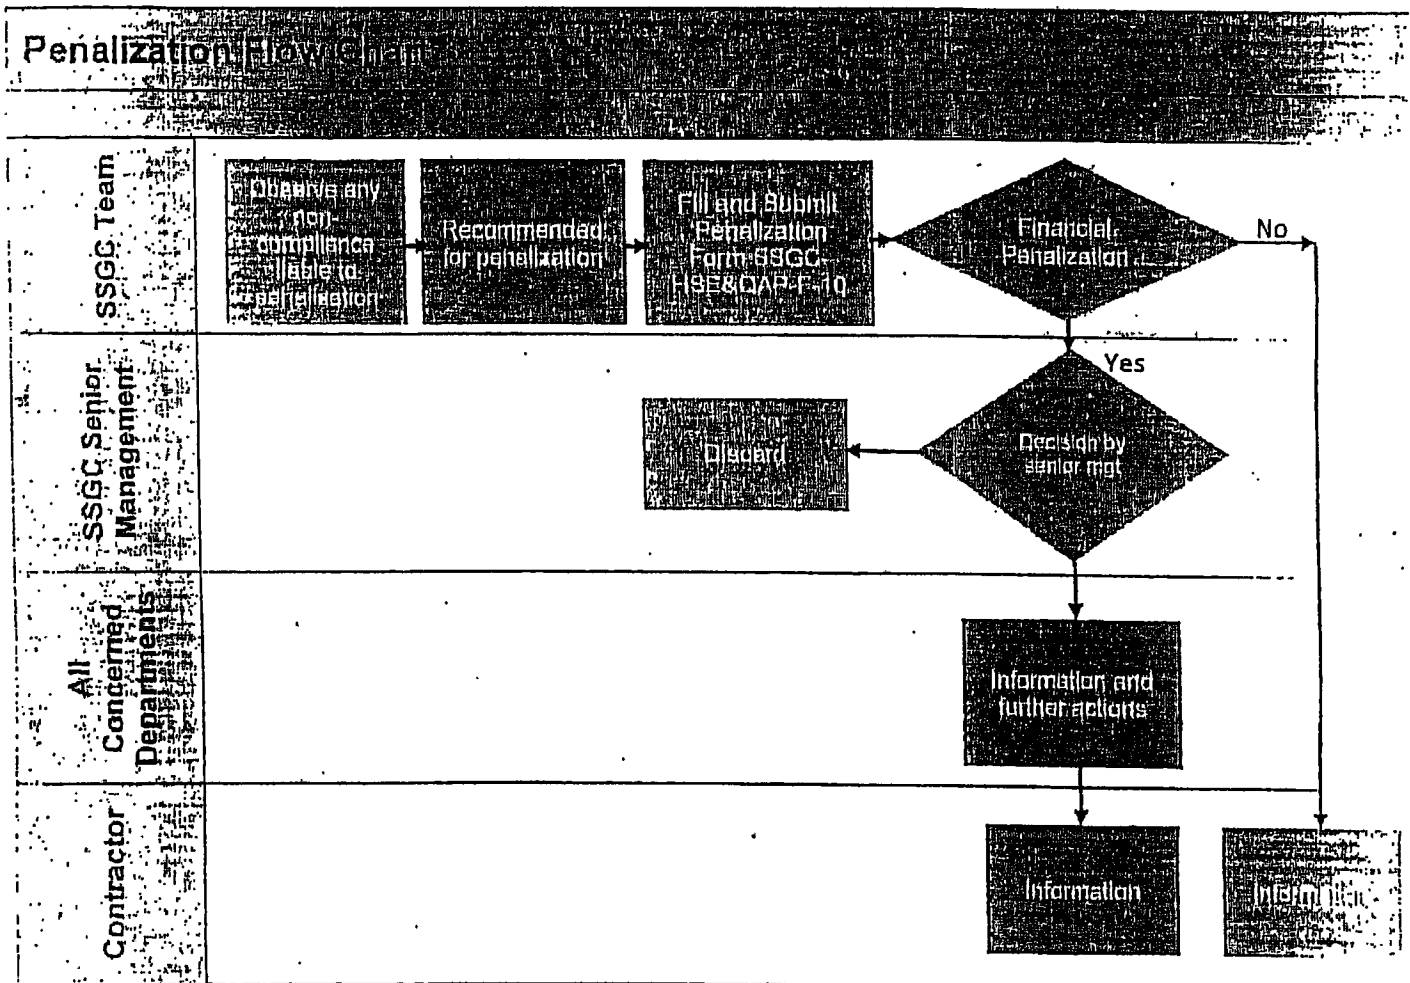 Penalization Flow Chart
SSGC Team
Observe any
non-
compliance
liable to
penalization
Recommended
for penalization
Fill and Submit
Penalization
Form SSGC-
HSE&QAP-F-10
Financial
Penalization
No
Yes
SSGC Senior
Management
Discard
Decision by
senior mgt
All
Concerned
Departments
Information and
further actions
Contractor
Information
Information